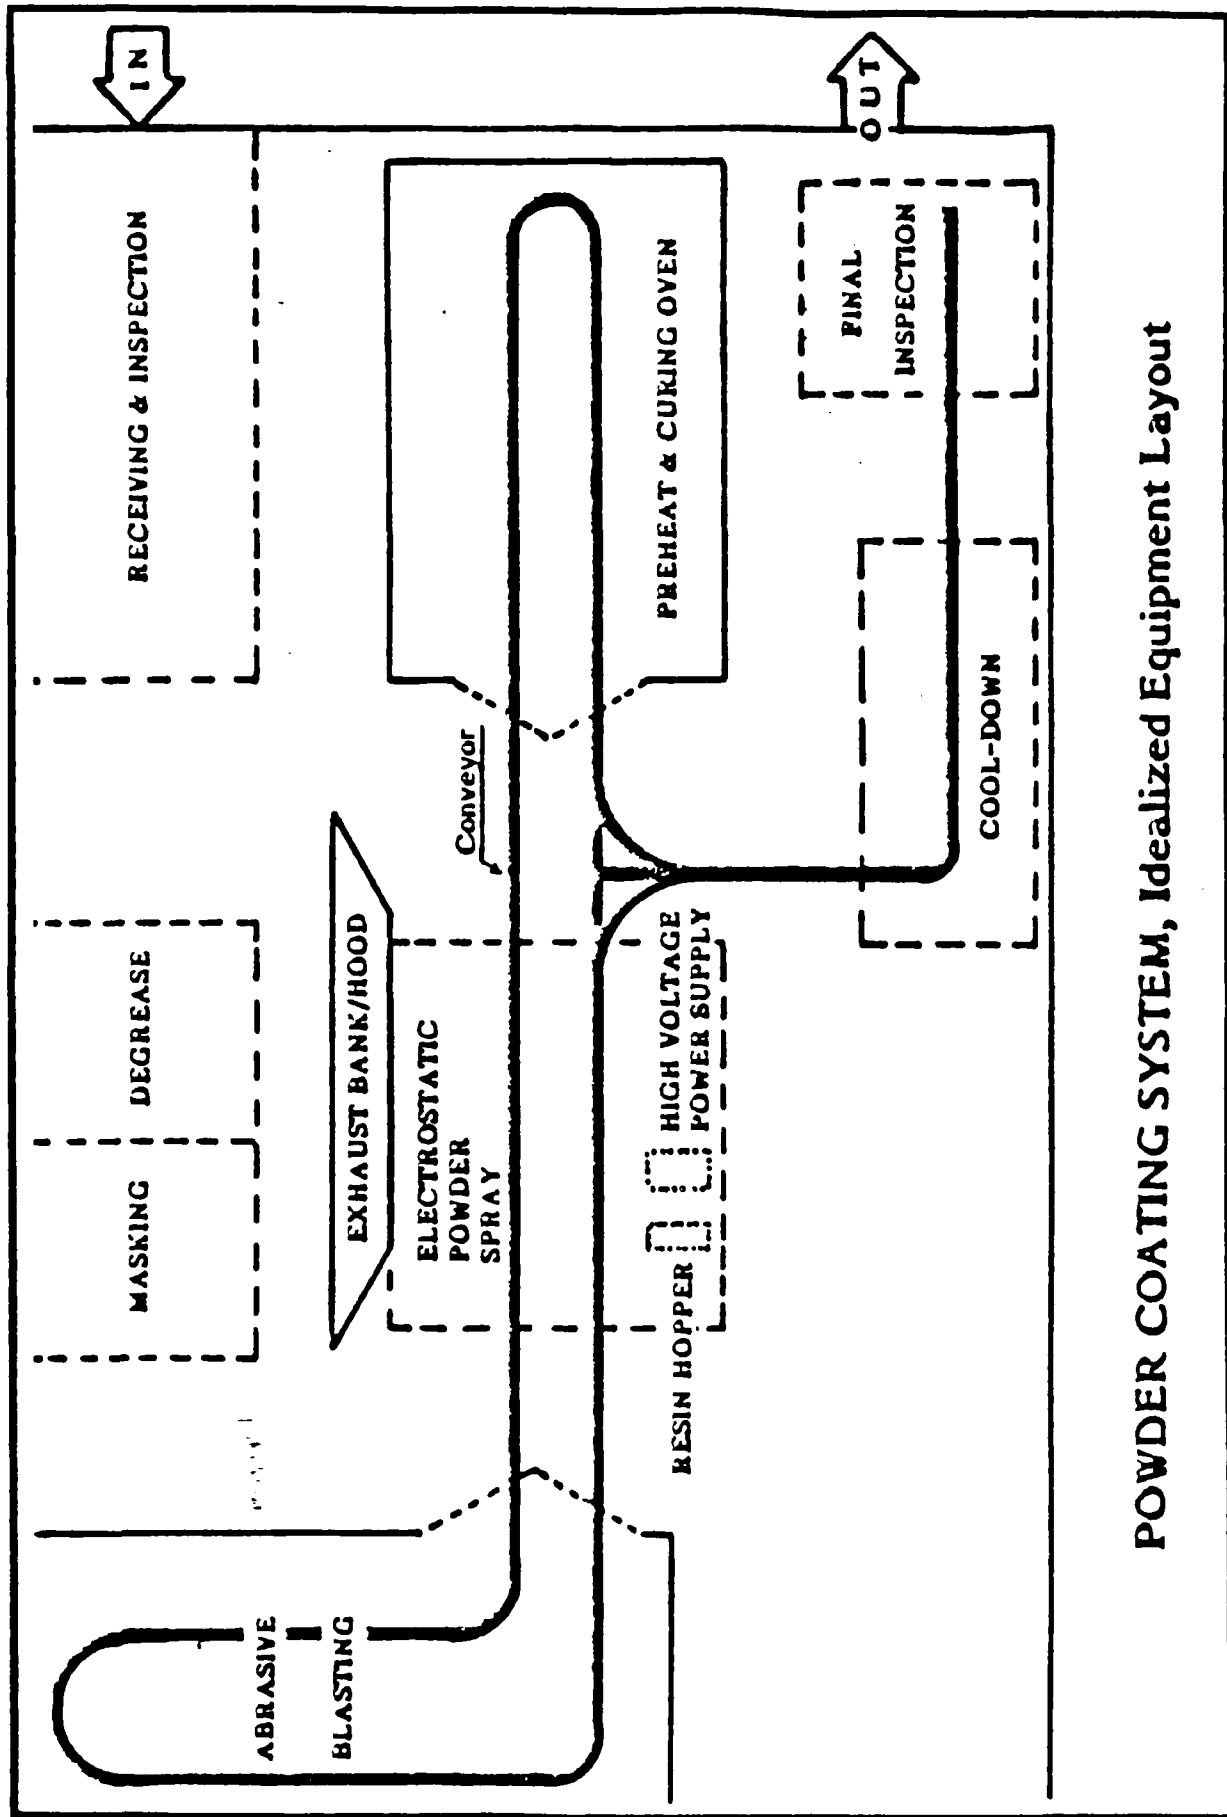 IN
OUT
RECEIVING & INSPECTION
DEGREASE
MASKING
EXHAUST BANK/HOOD
Conveyor
ELECTROSTATIC
POWDER
SPRAY
PREHEAT & CURING OVEN
HIGH VOLTAGE
POWER SUPPLY
RESIN HOPPER
ABRASIVE
BLASTING
FINAL
INSPECTION
COOL-DOWN
POWDER COATING SYSTEM, Idealized Equipment Layout